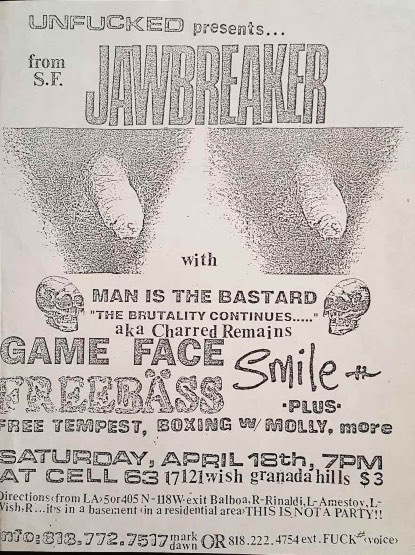 UNFUCKED presents...
from
S.F.
JAWBREAKER
with
MAN IS THE BASTARD
"THE BRUTALITY CONTINUES....."
aka Charred Remains
GAME FACE
Smile
FREEBÄSS
·PLUS·
FREE TEMPEST, BOXING W/ MOLLY, more
SATURDAY, APRIL 18th, 7PM
AT CELL 63 17121 wish granada hills $3
Directions(from LA)5or405 N-118W-exit Balboa,R-Rinaldi,L-Amestoy,L-
Wish,R...it's in a basement (in a residential area)THIS IS NOT A PARTY!!
info:818.772.7517 mark dawn OR 818.222.4754 ext.FUCK (voice)